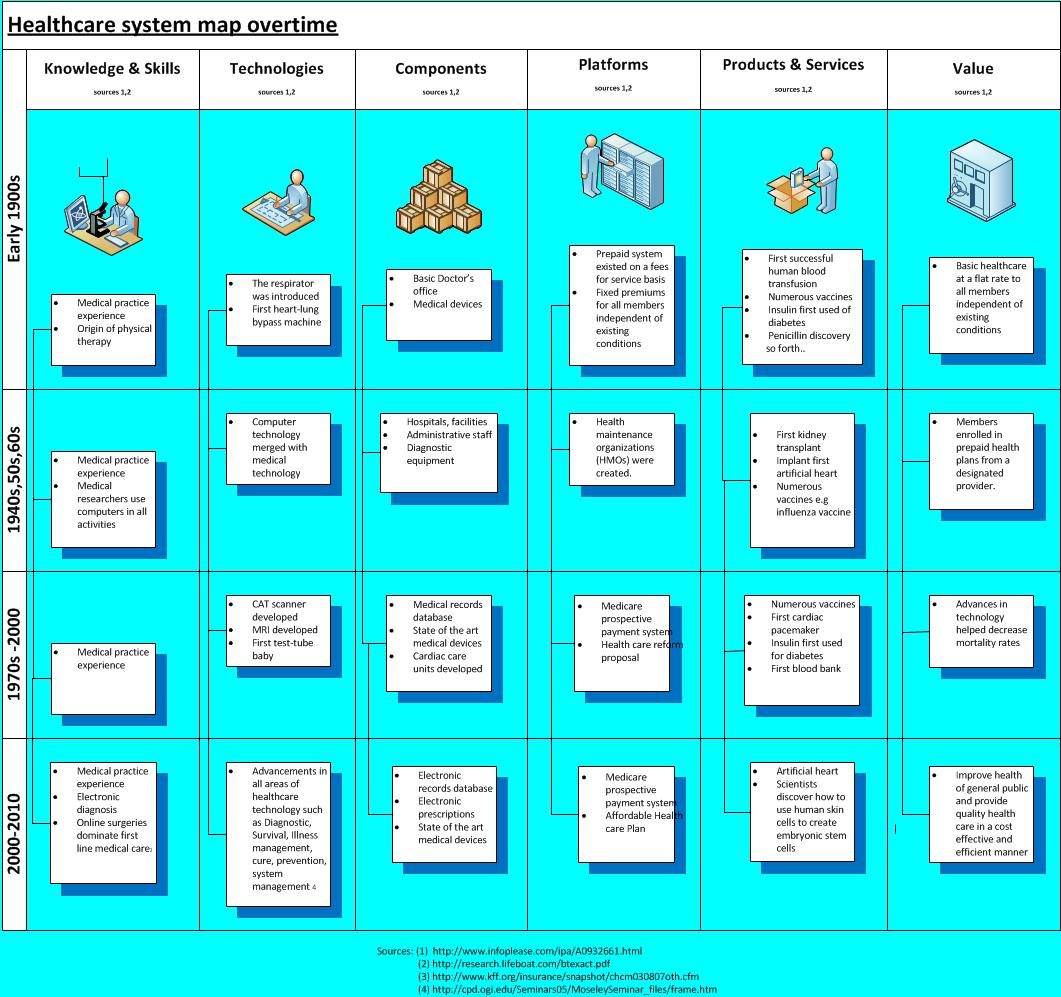 Healthcare system map overtime
Knowledge & Skills
sources 1,2
Technologies
sources 1,2
Components
sources 1,2
Platforms
sources 1,2
Products & Services
sources 1,2
Value
sources 1,2
Early 1900s
• Medical practice
experience
• Origin of physical
therapy
• The respirator
was introduced
• First heart-lung
bypass machine
• Basic Doctor's
office
• Medical devices
• Prepaid system
existed on a fees
for service basis
• Fixed premiums
for all members
independent of
existing
conditions
• First successful
human blood
transfusion
• Numerous vaccines
• Insulin first used of
diabetes
• Penicillin discovery
so forth..
• Basic healthcare
at a flat rate to
all members
independent of
existing
conditions
1940s,50s,60s
• Medical practice
experience
• Medical
researchers use
computers in all
activities
• Computer
technology
merged with
medical
technology
• Hospitals, facilities
• Administrative staff
• Diagnostic
equipment
• Health
maintenance
organizations
(HMOs) were
created.
• First kidney
transplant
• Implant first
artificial heart
• Numerous
vaccines e.g
influenza vaccine
• Members
enrolled in
prepaid health
plans from a
designated
provider.
1970s -2000
• Medical practice
experience
• CAT scanner
developed
• MRI developed
• First test-tube
baby
• Medical records
database
• State of the art
medical devices
• Cardiac care
units developed
• Medicare
prospective
payment system
• Health care reform
proposal
• Numerous vaccines
• First cardiac
pacemaker
• Insulin first used
for diabetes
• First blood bank
• Advances in
technology
helped decrease
mortality rates
2000-2010
• Medical practice
experience
• Electronic
diagnosis
• Online surgeries
dominate first
line medical care3
• Advancements in
all areas of
healthcare
technology such
as Diagnostic,
Survival, Illness
management,
cure, prevention,
system
management 4
• Electronic
records database
• Electronic
prescriptions
• State of the art
medical devices
• Medicare
prospective
payment system
• Affordable Health
care Plan
• Artificial heart
• Scientists
discover how to
use human skin
cells to create
embryonic stem
cells
• Improve health
of general public
and provide
quality health
care in a cost
effective and
efficient manner
Sources: (1) http://www.infoplease.com/ipa/A0932661.html
(2) http://research.lifeboat.com/btexact.pdf
(3) http://www.kff.org/insurance/snapshot/chcm030807oth.cfm
(4) http://cpd.ogi.edu/Seminars05/MoseleySeminar_files/frame.htm